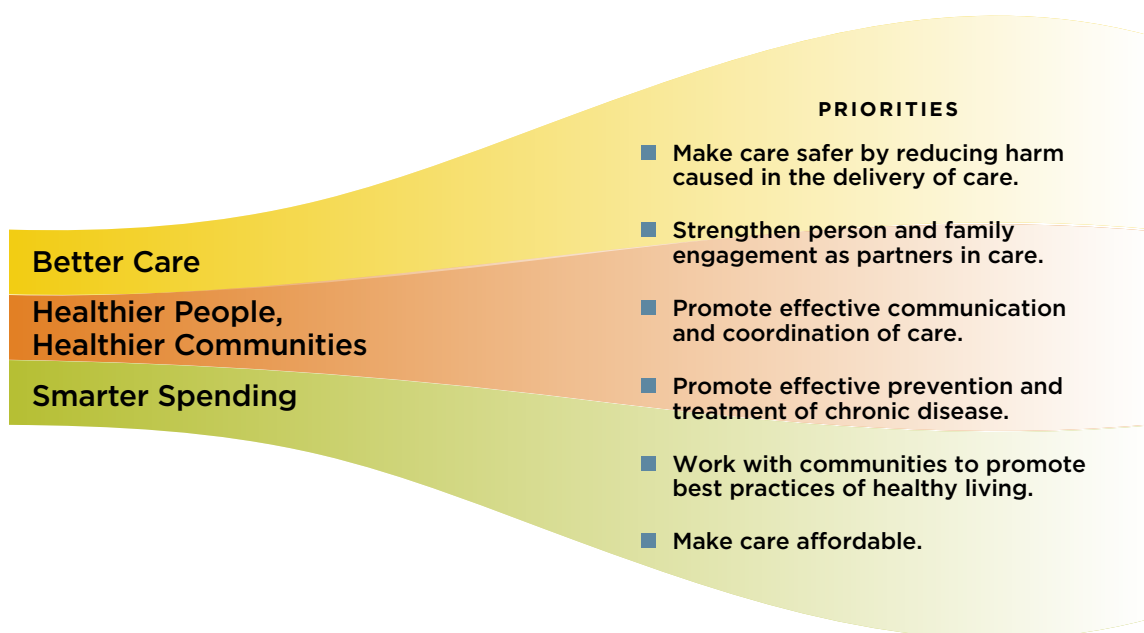 Better Care
Healthier People,
Healthier Communities
Smarter Spending
PRIORITIES
Make care safer by reducing harm
caused in the delivery of care.
Strengthen person and family
engagement as partners in care.
Promote effective communication
and coordination of care.
Promote effective prevention and
treatment of chronic disease.
Work with communities to promote
best practices of healthy living.
Make care affordable.